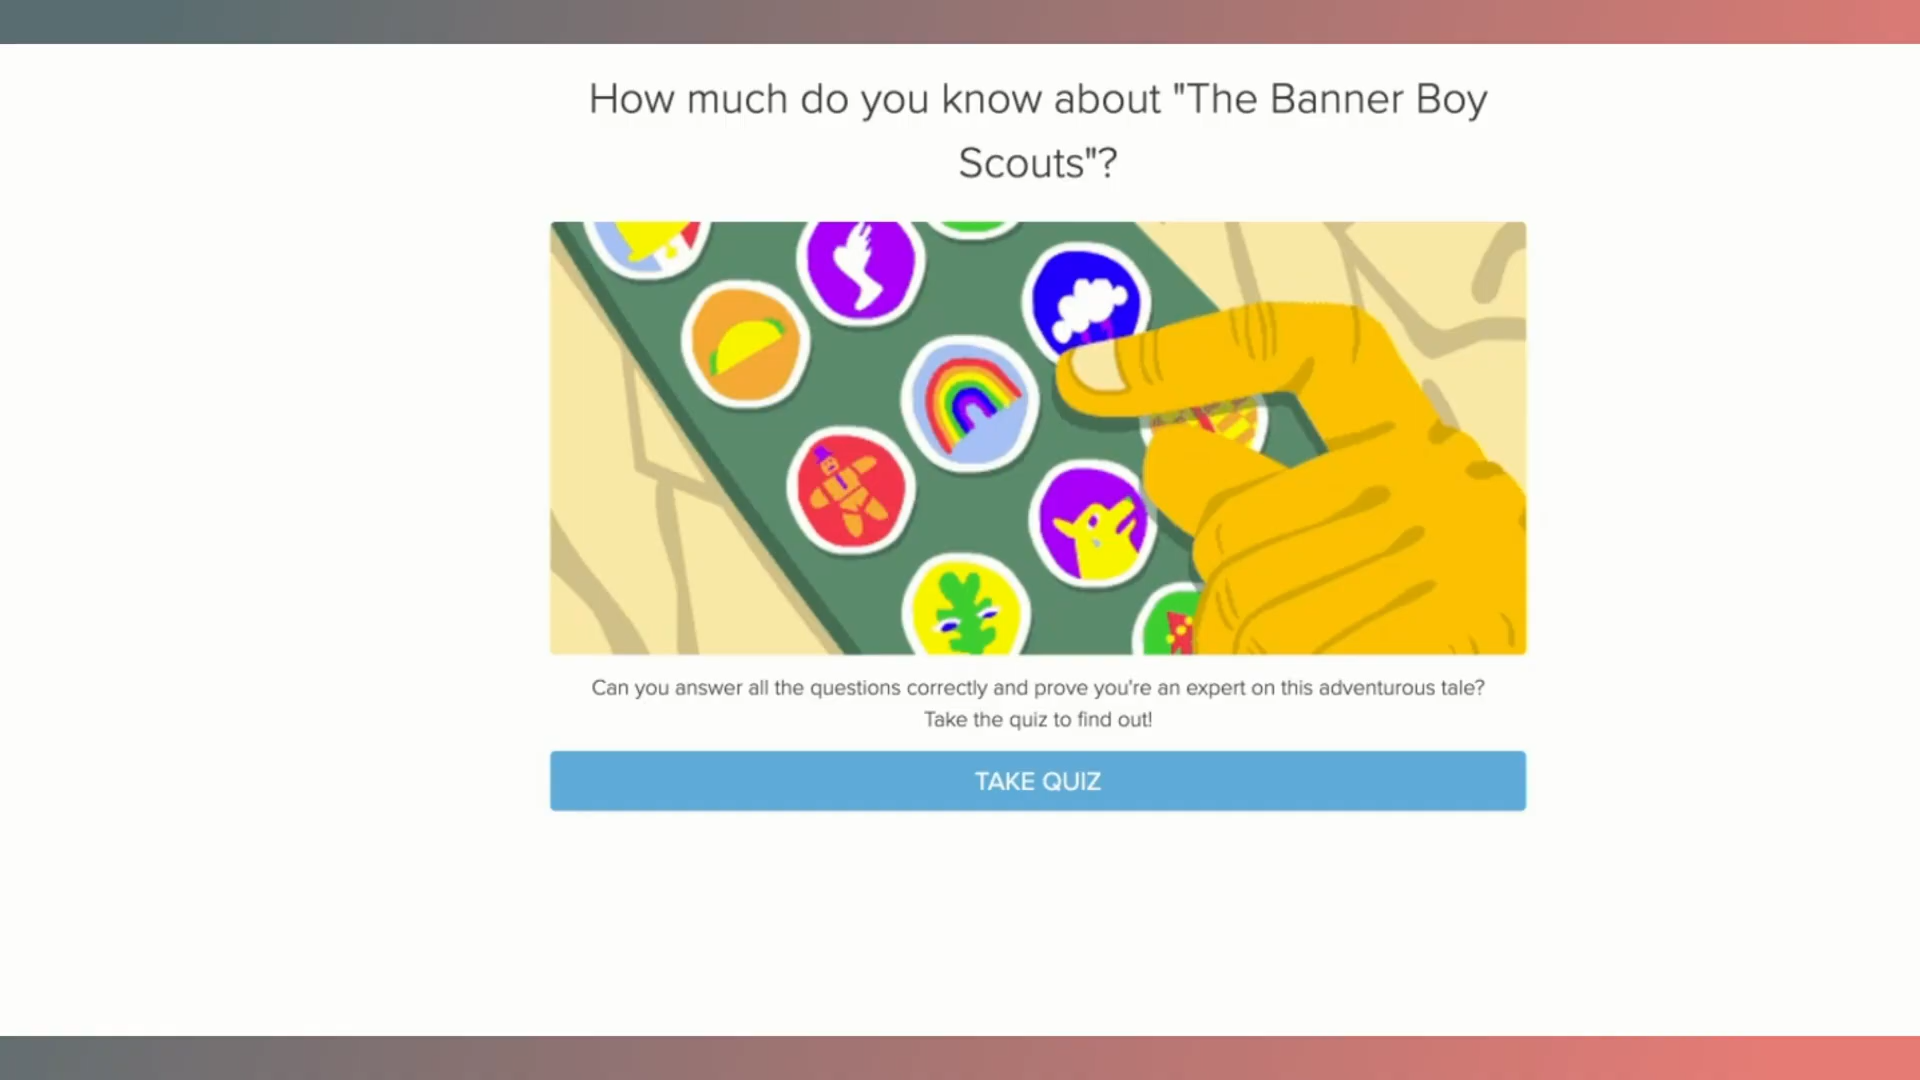 How much do you know about "The Banner Boy
Scouts"?
Can you answer all the questions correctly and prove you're an expert on this adventurous tale?
Take the quiz to find out!
TAKE QUIZ